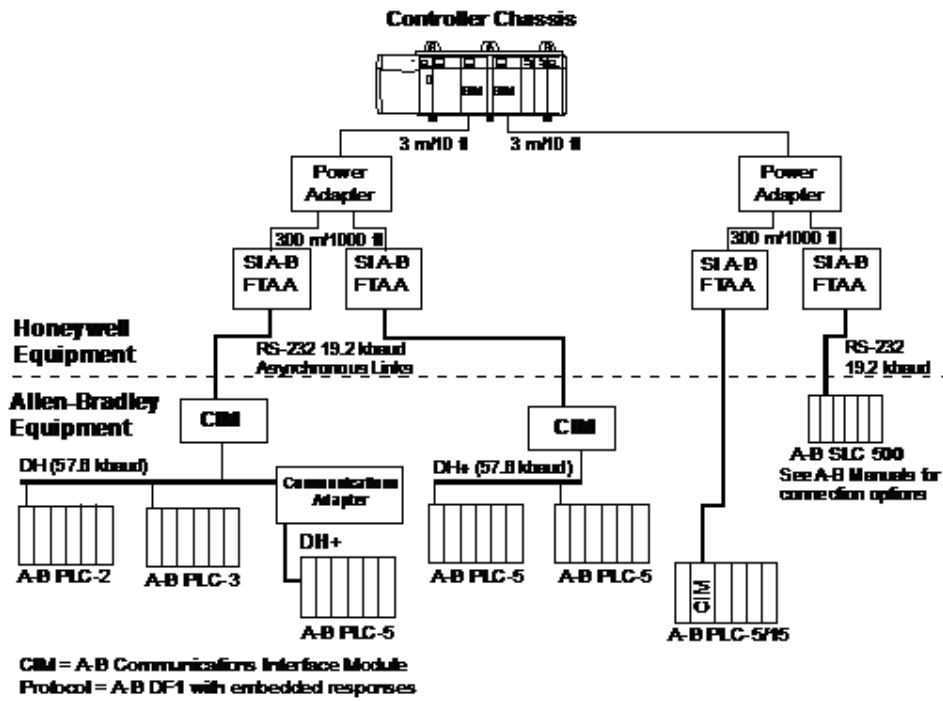 Controller Chassis
3 m/10 ft
3 m/10 ft
Power
Adapter
Power
Adapter
300 m/1000 ft
300 m/1000 ft
SI A-B
FTAA
SI A-B
FTAA
SI A-B
FTAA
SI A-B
FTAA
Honeywell
Equipment
RS-232 19.2 kbaud
Asynchronous Links
RS-232
19.2 kbaud
Allen-Bradley
Equipment
CIM
CIM
DH (57.6 kbaud)
Communications
Adapter
DH+ (57.6 kbaud)
A-B SLC 500
See A-B Manuals for
connection options
DH+
A-B PLC-2
A-B PLC-3
A-B PLC-5
A-B PLC-5
A-B PLC-5
CIM
A-B PLC-5/15
CIM = A-B Communications Interface Module
Protocol = A-B DF1 with embedded responses